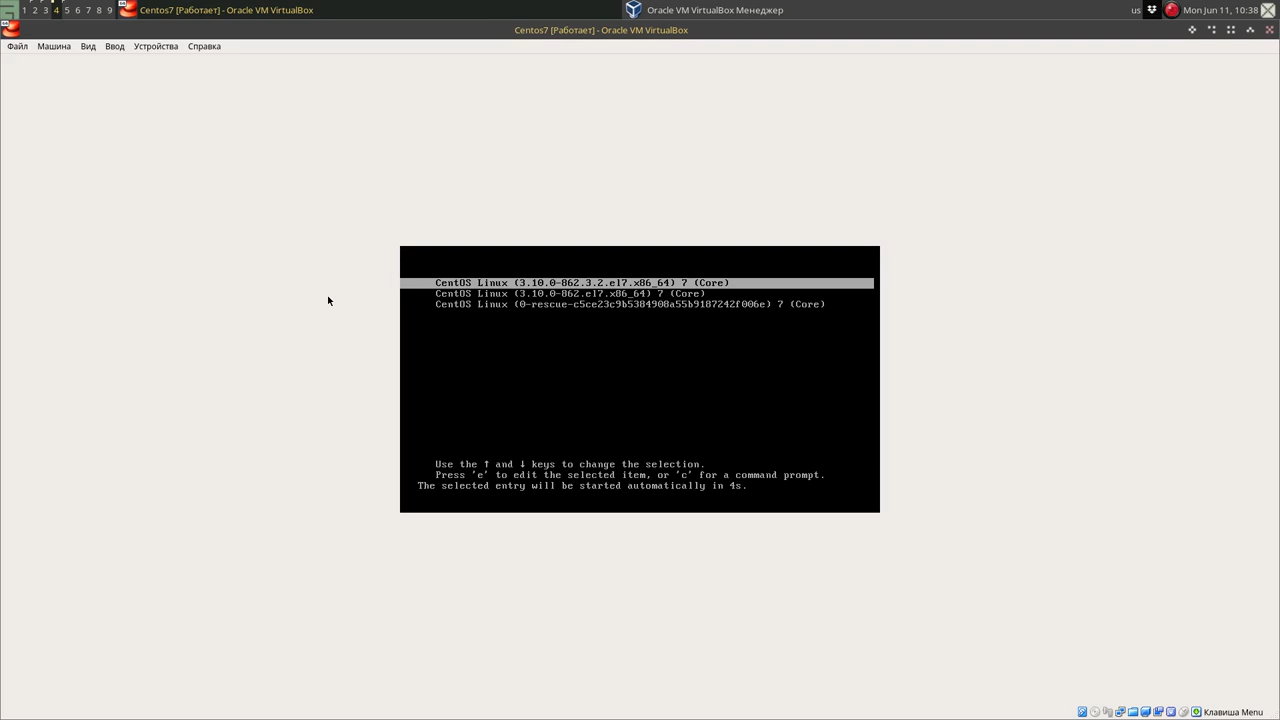 1 2 3 4 5 6 7 8 9 Centos7 [Работает] - Oracle VM VirtualBox Oracle VM VirtualBox Менеджер us Mon Jun 11, 10:38
Centos7 [Работает] - Oracle VM VirtualBox
Файл Машина Вид Ввод Устройства Справка
CentOS Linux (3.10.0-862.3.2.el7.x86_64) 7 (Core)
CentOS Linux (3.10.0-862.el7.x86_64) 7 (Core)
CentOS Linux (0-rescue-c5ce23c9b5384908a55b9187242f006e) 7 (Core)
Use the ↑ and ↓ keys to change the selection.
Press 'e' to edit the selected item, or 'c' for a command prompt.
The selected entry will be started automatically in 4s.
Клавиша Menu